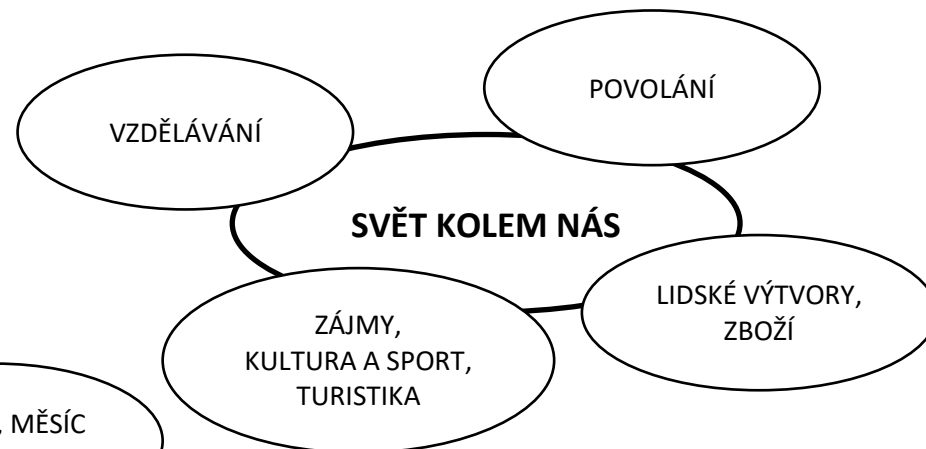 POVOLÁNÍ
VZDĚLÁVÁNÍ
SVĚT KOLEM NÁS
LIDSKÉ VÝTVORY,
ZBOŽÍ
ZÁJMY,
KULTURA A SPORT,
TURISTIKA
, MĚSÍC